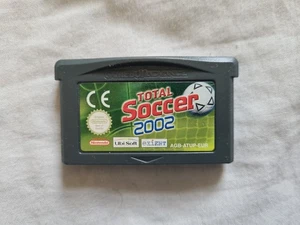 CE
TOTAL
Soccer
2002
Nintendo
Ubi Soft
exient
AGB-ATUP-EUR